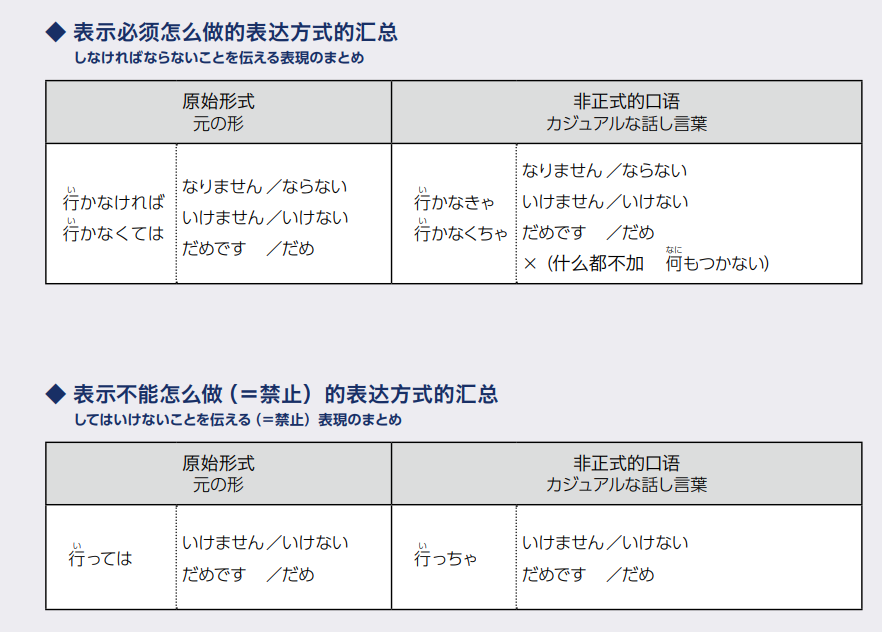 ◆ 表示必须怎么做的表达方式的汇总
しなければならないことを伝える表現のまとめ
原始形式
元の形
非正式的口语
カジュアルな話し言葉
い
行かなければ
い
行かなくては
なりません／ならない
いけません／いけない
だめです　／だめ
い
行かなきゃ
い
行かなくちゃ
なりません／ならない
いけません／いけない
だめです　／だめ
なに
×（什么都不加　何もつかない）
◆ 表示不能怎么做（＝禁止）的表达方式的汇总
してはいけないことを伝える（＝禁止）表現のまとめ
原始形式
元の形
非正式的口语
カジュアルな話し言葉
い
行っては
いけません／いけない
だめです　／だめ
い
行っちゃ
いけません／いけない
だめです　／だめ